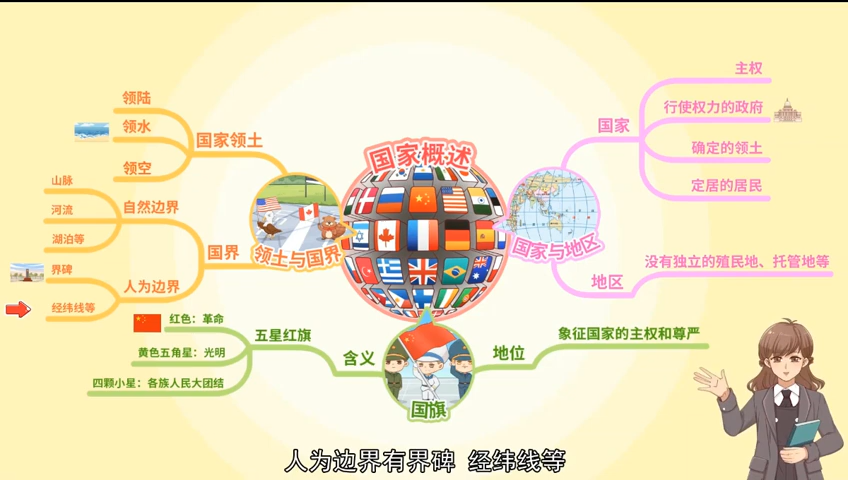 国家概述
领土与国界
国家领土
领陆
领水
领空
国界
自然边界
山脉
河流
湖泊等
人为边界
界碑
经纬线等
国家与地区
国家
主权
行使权力的政府
确定的领土
定居的居民
地区
没有独立的殖民地、托管地等
国旗
含义
五星红旗
红色：革命
黄色五角星：光明
四颗小星：各族人民大团结
地位
象征国家的主权和尊严
人为边界有界碑 经纬线等